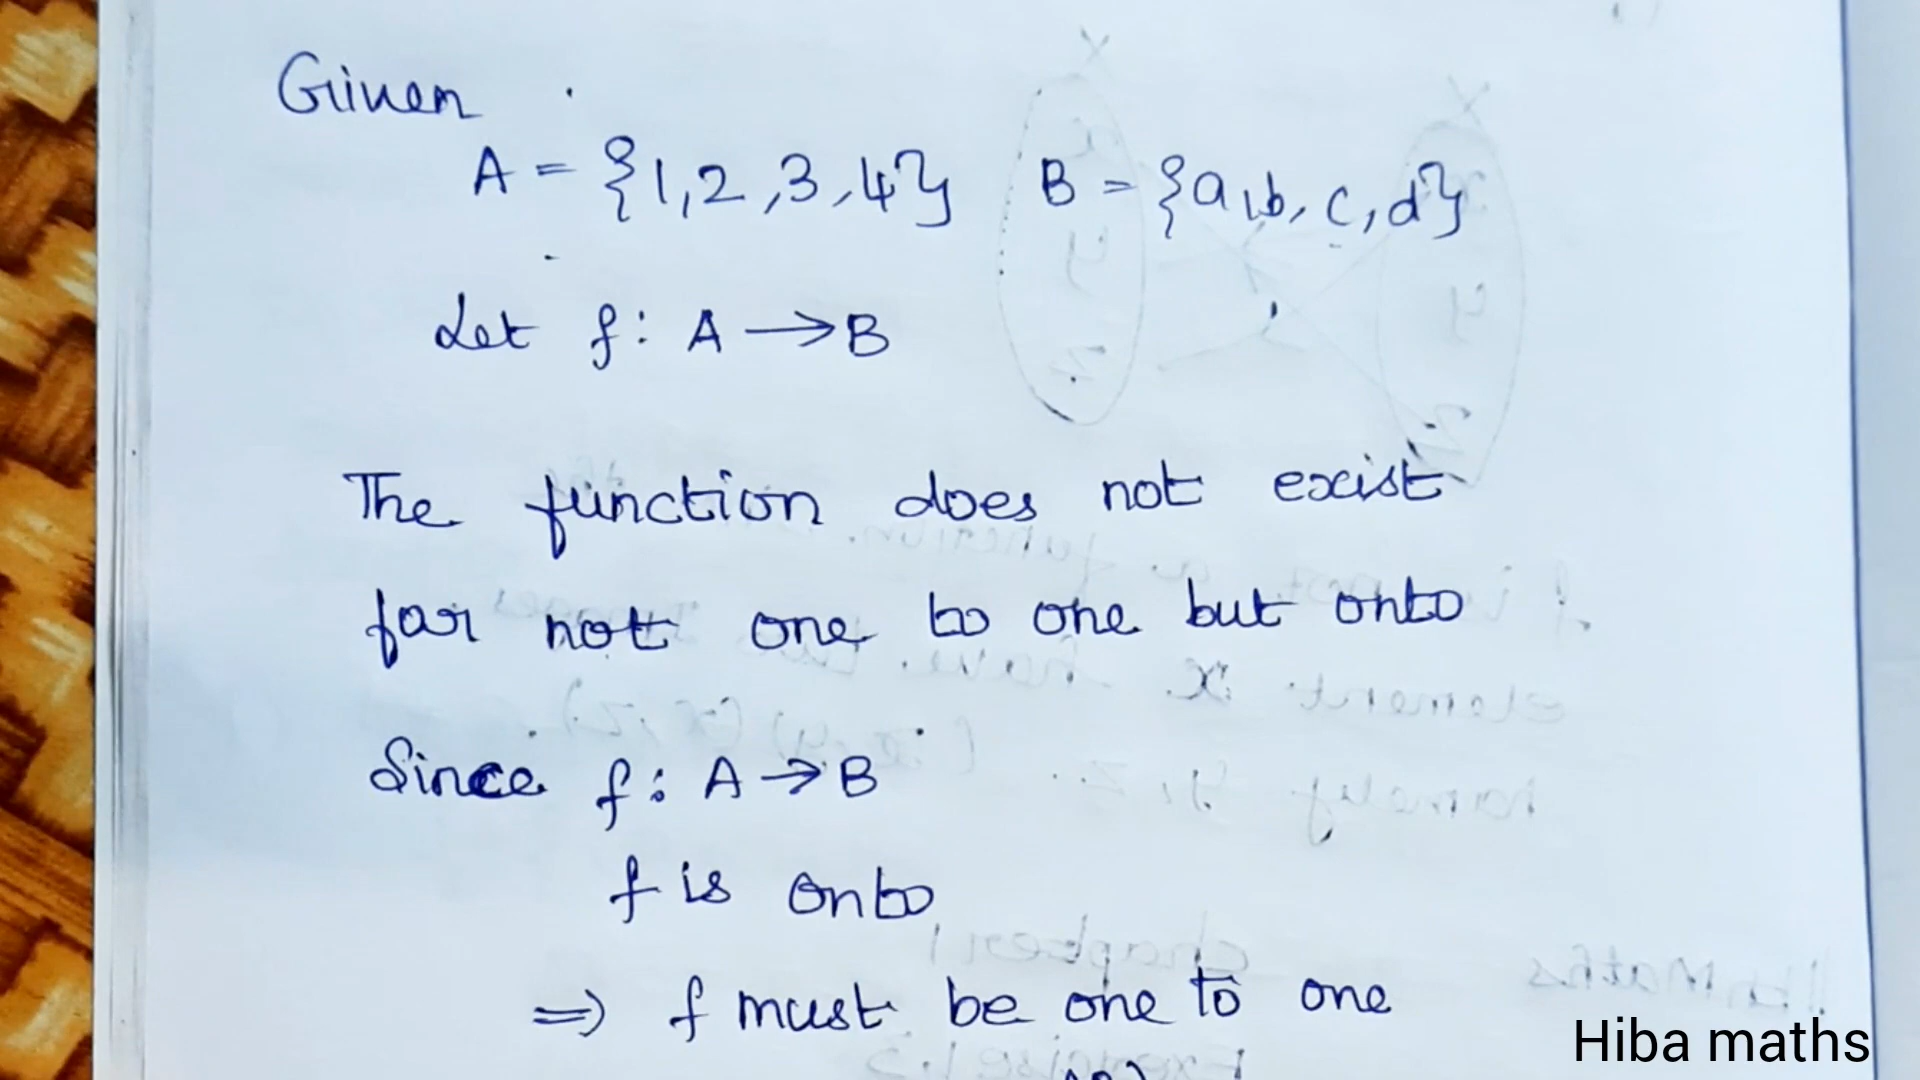 Given
A = {1,2,3,4} B = {a,b,c,d}
Let f: A → B
The function does not exist
for not one to one but onto
Since f: A → B
f is onto
⇒ f must be one to one
Hiba maths